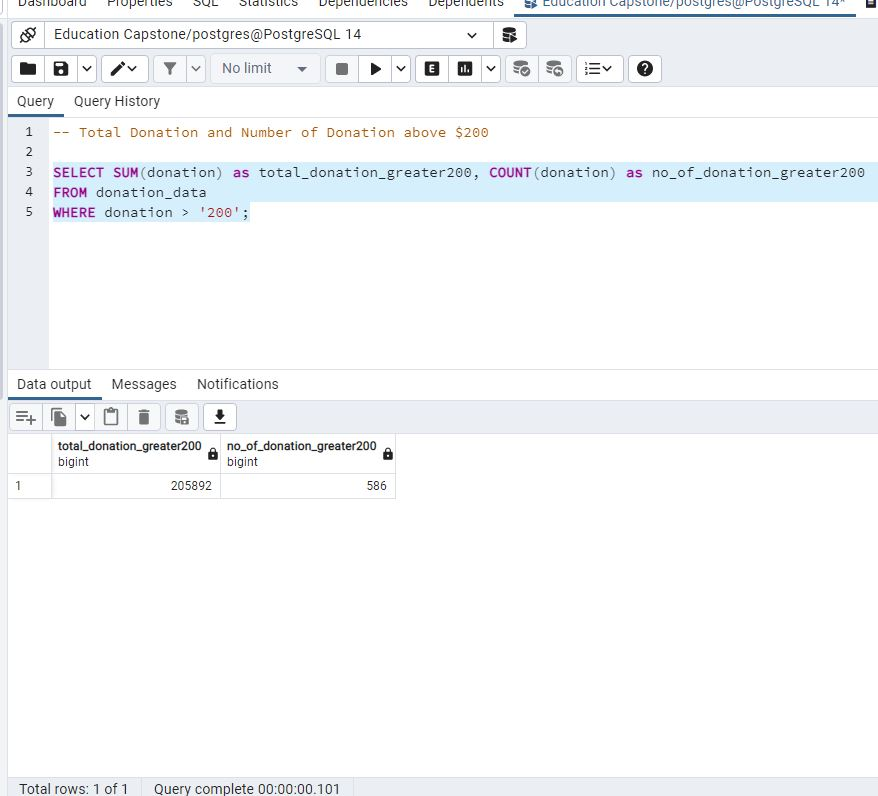 Dashboard Properties SQL Statistics Dependencies Dependents Education Capstone/postgres@PostgreSQL 14*
Education Capstone/postgres@PostgreSQL 14
No limit
E
Query Query History
1 -- Total Donation and Number of Donation above $200
2
3 SELECT SUM(donation) as total_donation_greater200, COUNT(donation) as no_of_donation_greater200
4 FROM donation_data
5 WHERE donation > '200';
Data output Messages Notifications
total_donation_greater200 no_of_donation_greater200
bigint bigint
1 205892 586
Total rows: 1 of 1 Query complete 00:00:00.101